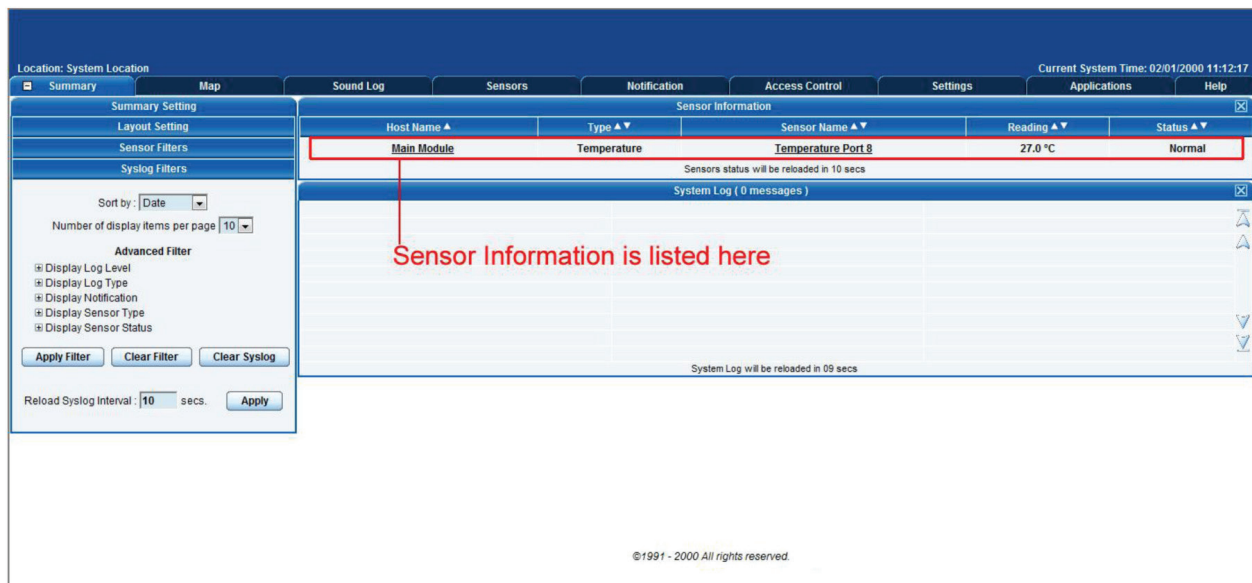 Location: System Location
Current System Time: 02/01/2000 11:12:17
Summary Map Sound Log Sensors Notification Access Control Settings Applications Help
Summary Setting
Layout Setting
Sensor Filters
Syslog Filters
Sort by : Date
Number of display items per page 10
Advanced Filter
Display Log Level
Display Log Type
Display Notification
Display Sensor Type
Display Sensor Status
Apply Filter Clear Filter Clear Syslog
Reload Syslog Interval : 10 secs. Apply
Sensor Information
Host Name Type Sensor Name Reading Status
Main Module Temperature Temperature Port 8 27.0 °C Normal
Sensors status will be reloaded in 10 secs
System Log ( 0 messages )
Sensor Information is listed here
System Log will be reloaded in 09 secs
©1991 - 2000 All rights reserved.